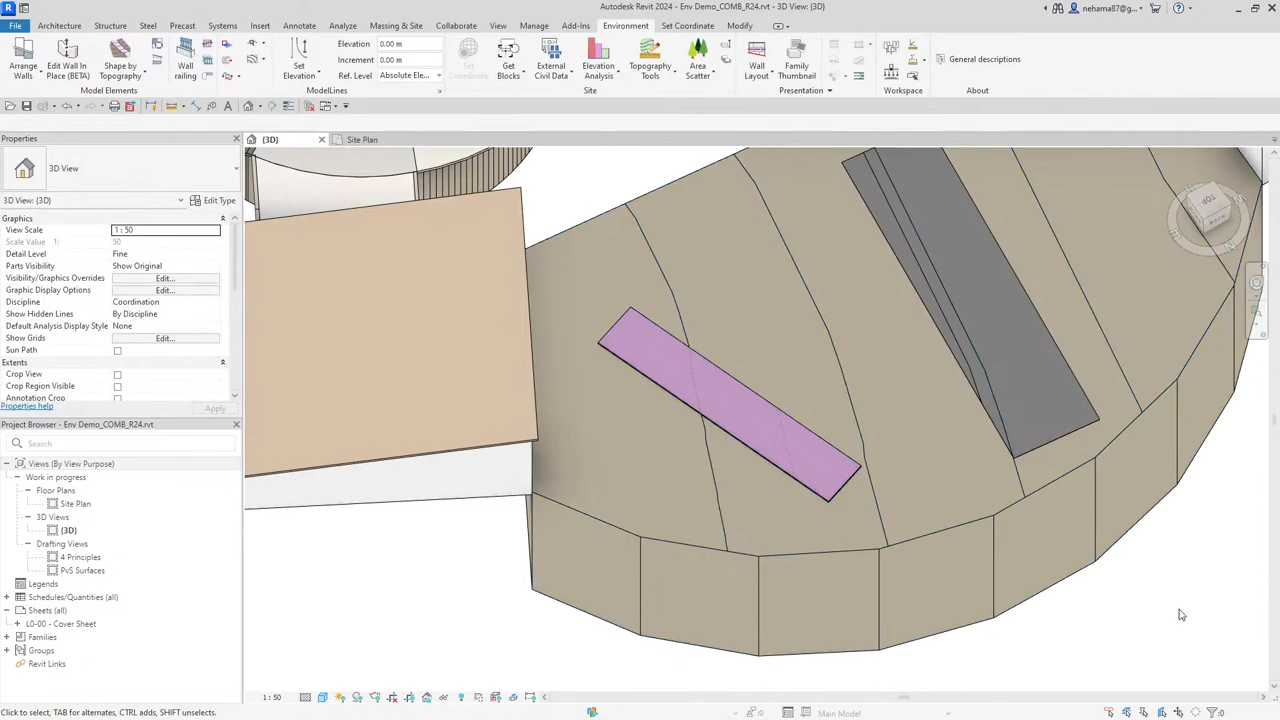 Autodesk Revit 2024 - Env Demo_COMB_R24.rvt - 3D View: {3D}
nehama87@g...
File Architecture Structure Steel Precast Systems Insert Annotate Analyze Massing & Site Collaborate View Manage Add-Ins Environment Set Coordinate Modify
Arrange Walls
Edit Wall In Place (BETA)
Shape by Topography
Wall railing
Model Elements
Set Elevation
Elevation 0.00 m
Increment 0.00 m
Ref. Level Absolute Ele...
ModelLines
Set Coordinate
Get Blocks
External Civil Data
Elevation Analysis
Topography Tools
Area Scatter
Site
Wall Layout
Family Thumbnail
Presentation
Workspace
General descriptions
About
{3D}
Site Plan
Properties
3D View
3D View: {3D} Edit Type
Graphics
View Scale 1 : 50
Scale Value 1: 50
Detail Level Fine
Parts Visibility Show Original
Visibility/Graphics Overrides Edit...
Graphic Display Options Edit...
Discipline Coordination
Show Hidden Lines By Discipline
Default Analysis Display Style None
Show Grids Edit...
Sun Path
Extents
Crop View
Crop Region Visible
Annotation Crop
Properties help Apply
Project Browser - Env Demo_COMB_R24.rvt
Search
Views (By View Purpose)
Work in progress
Floor Plans
Site Plan
3D Views
{3D}
Drafting Views
4 Principles
PvS Surfaces
Legends
Schedules/Quantities (all)
Sheets (all)
L0-00 - Cover Sheet
Families
Groups
Revit Links
TOP
BACK
1 : 50
Click to select, TAB for alternates, CTRL adds, SHIFT unselects.
:0
Main Model
:0